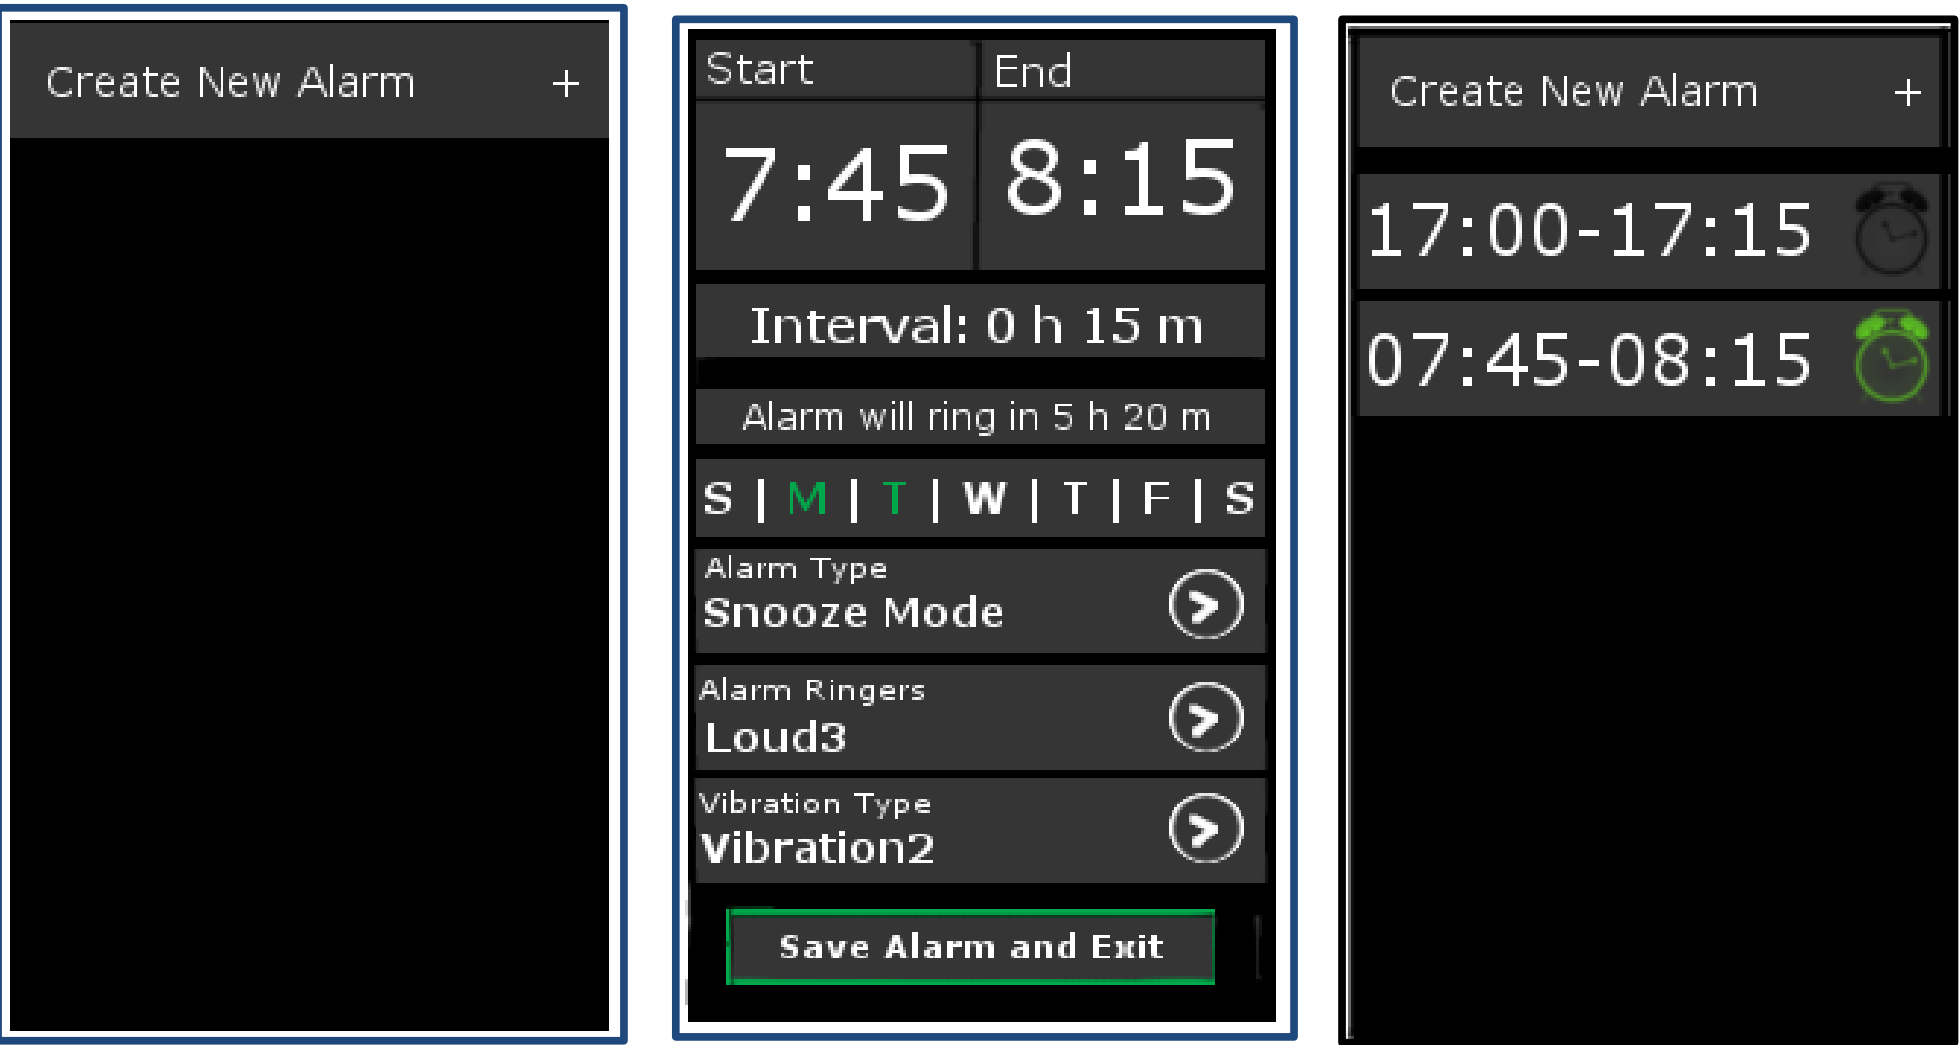 Create New Alarm +
Start End
7:45 8:15
Interval: 0 h 15 m
Alarm will ring in 5 h 20 m
S | M | T | W | T | F | S
Alarm Type
Snooze Mode
Alarm Ringers
Loud3
Vibration Type
Vibration2
Save Alarm and Exit
Create New Alarm +
17:00-17:15
07:45-08:15